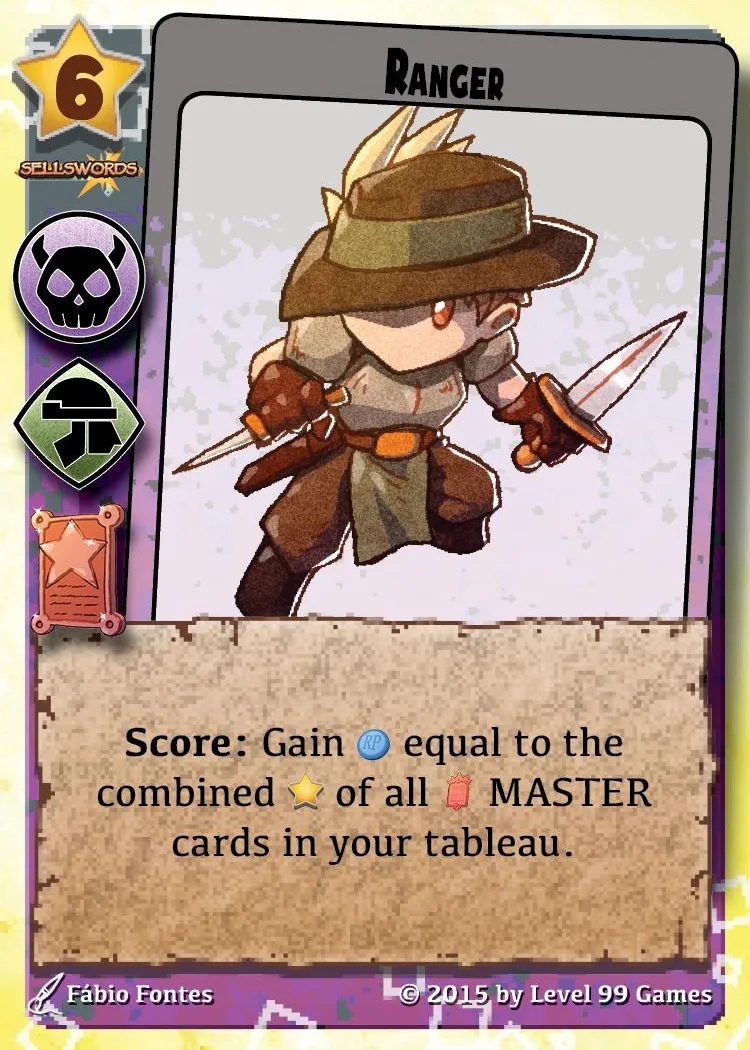 6
RANGER
SELLSWORDS
Score: Gain RP equal to the
combined of all MASTER
cards in your tableau.
Fábio Fontes
© 2015 by Level 99 Games